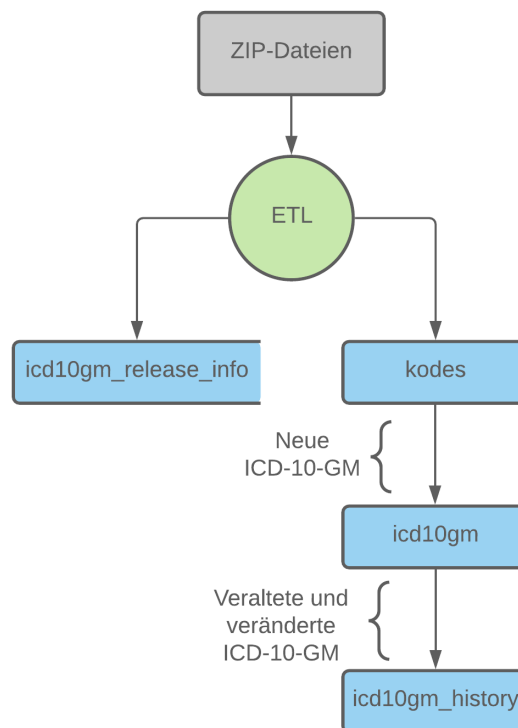 ZIP-Dateien
ETL
icd10gm_release_info
kodes
Neue
ICD-10-GM
icd10gm
Veraltete und
veränderte
ICD-10-GM
icd10gm_history